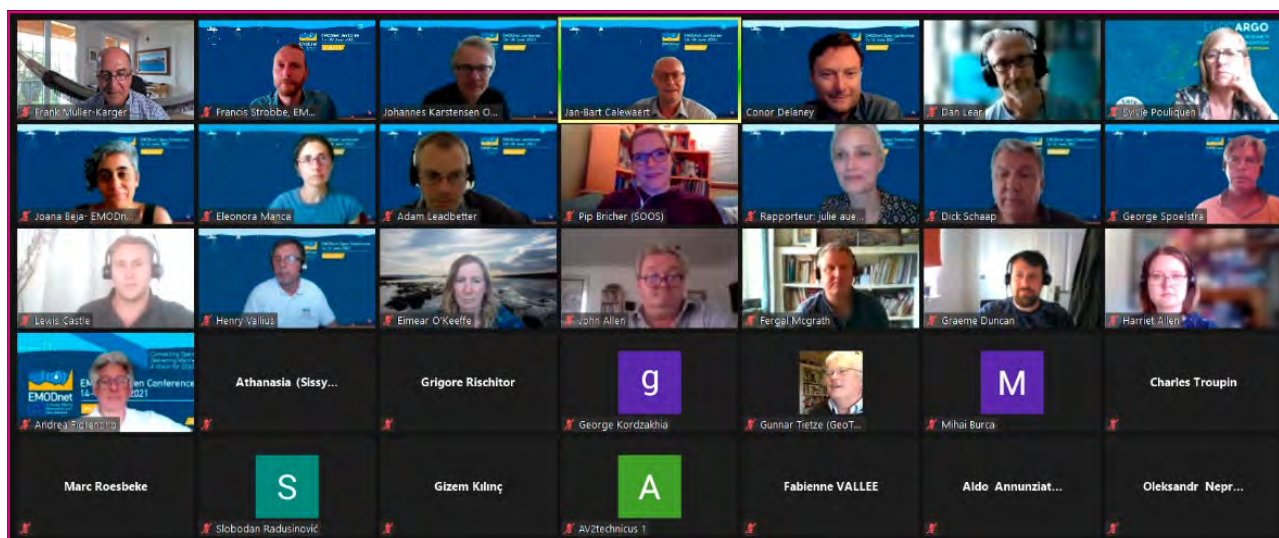 ARGO
Frank Muller-Karger
Francis Strobbe, EM...
Johannes Karstensen O...
Jan-Bart Calewaert
Conor Delaney
Dan Lear
Sylvie Pouliquen
Joana Beja- EMODn...
Eleonora Manca
Adam Leadbetter
Pip Bricher (SOOS)
Rapporteur: julie aue...
Dick Schaap
George Spoelstra
Lewis Castle
Henry Vallius
Eimear O'Keeffe
John Allen
Fergal Mcgrath
Graeme Duncan
Harriet Allen
EMODnet
2021
Andrea Fiorentino
Athanasia (Sissy...
Grigore Rischitor
g
George Kordzakhia
Gunnar Tietze (GeoT...
M
Mihai Burca
Charles Troupin
Marc Roesbeke
S
Slobodan Radusinović
Gizem Kılınç
A
AV2technicus 1
Fabienne VALLEE
Aldo Annunziat...
Oleksandr Nepr...